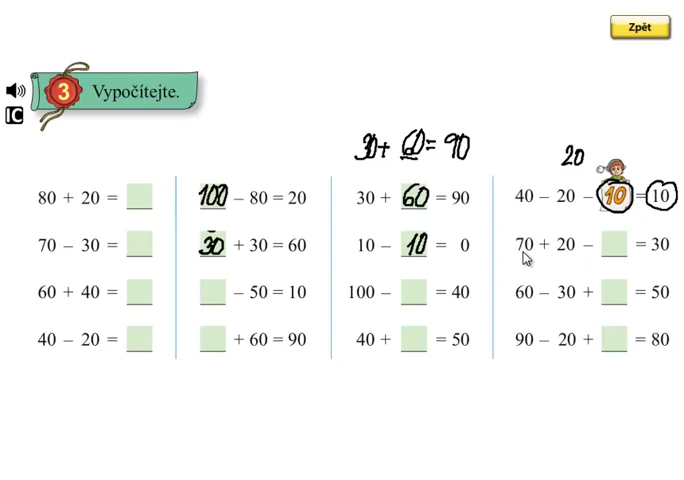 Zpět
3 Vypočítejte.
30 + 60 = 90
20
80 + 20 =
100 – 80 = 20
30 + 60 = 90
40 – 20 – 10 = 10
70 – 30 =
30 + 30 = 60
10 – 10 = 0
70 + 20 – = 30
60 + 40 =
– 50 = 10
100 – = 40
60 – 30 + = 50
40 – 20 =
+ 60 = 90
40 + = 50
90 – 20 + = 80